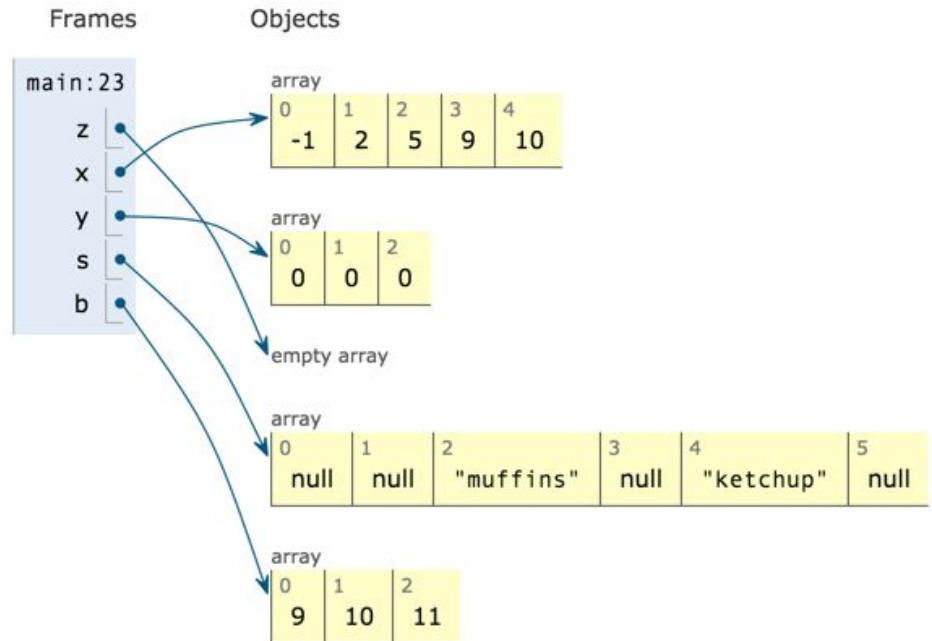 Frames Objects
main:23
z
x
y
s
b
array
0 1 2 3 4
-1 2 5 9 10
array
0 1 2
0 0 0
empty array
array
0 1 2 3 4 5
null null "muffins" null "ketchup" null
array
0 1 2
9 10 11